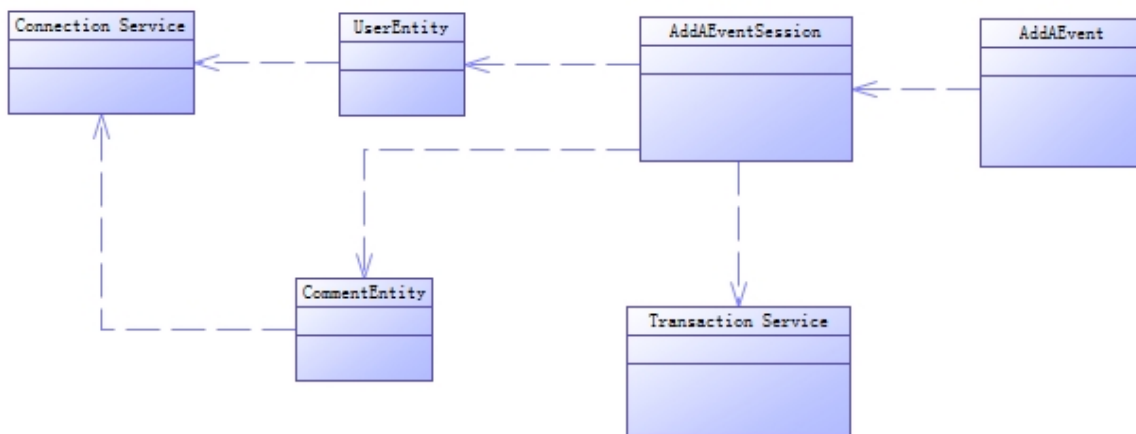 Connection Service
UserEntity
AddAEventSession
AddAEvent
CommentEntity
Transaction Service